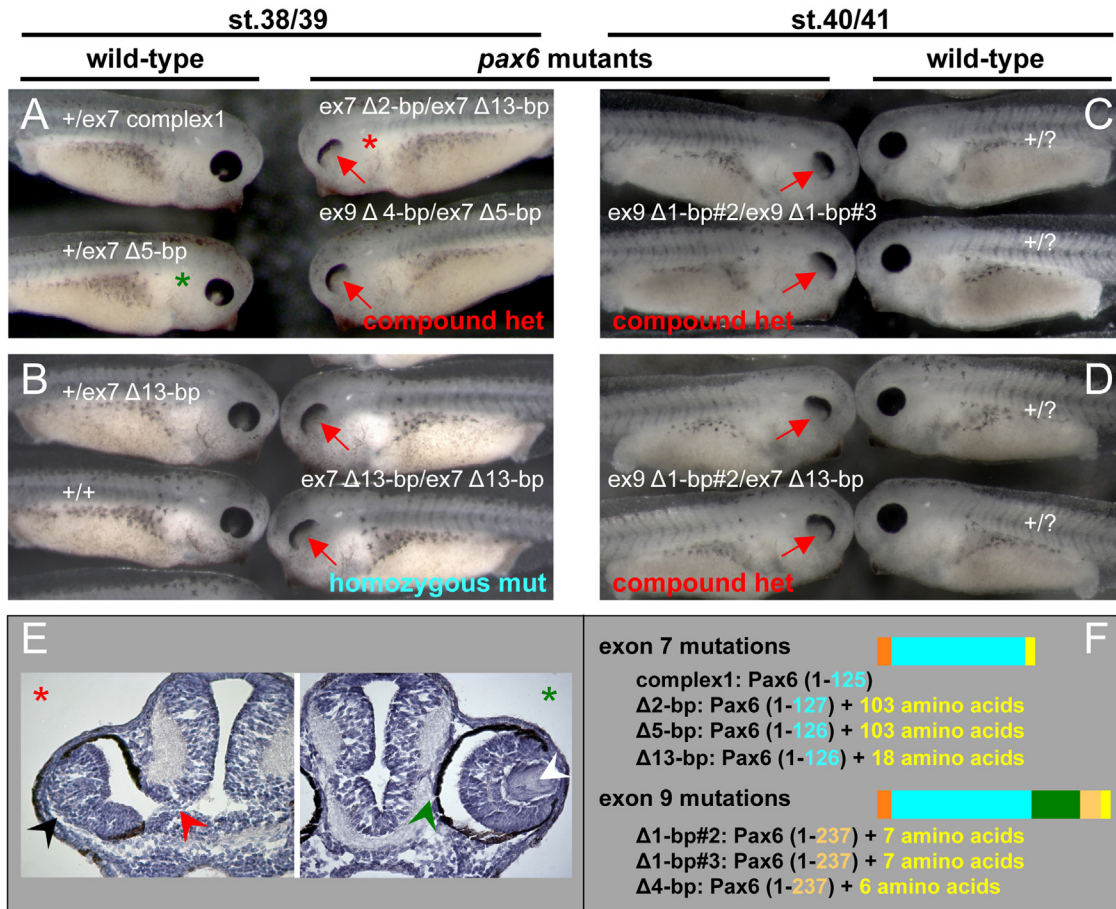 st.38/39
st.40/41
wild-type
pax6 mutants
wild-type
A
+/ex7 complex1
ex7 Δ2-bp/ex7 Δ13-bp
*
ex9 Δ 4-bp/ex7 Δ5-bp
+/ex7 Δ5-bp
*
compound het
C
+/?
ex9 Δ1-bp#2/ex9 Δ1-bp#3
+/?
compound het
B
+/ex7 Δ13-bp
ex7 Δ13-bp/ex7 Δ13-bp
+/+
homozygous mut
D
+/?
ex9 Δ1-bp#2/ex7 Δ13-bp
+/?
compound het
E
*
*
F
exon 7 mutations
complex1: Pax6 (1-125)
Δ2-bp: Pax6 (1-127) + 103 amino acids
Δ5-bp: Pax6 (1-126) + 103 amino acids
Δ13-bp: Pax6 (1-126) + 18 amino acids
exon 9 mutations
Δ1-bp#2: Pax6 (1-237) + 7 amino acids
Δ1-bp#3: Pax6 (1-237) + 7 amino acids
Δ4-bp: Pax6 (1-237) + 6 amino acids